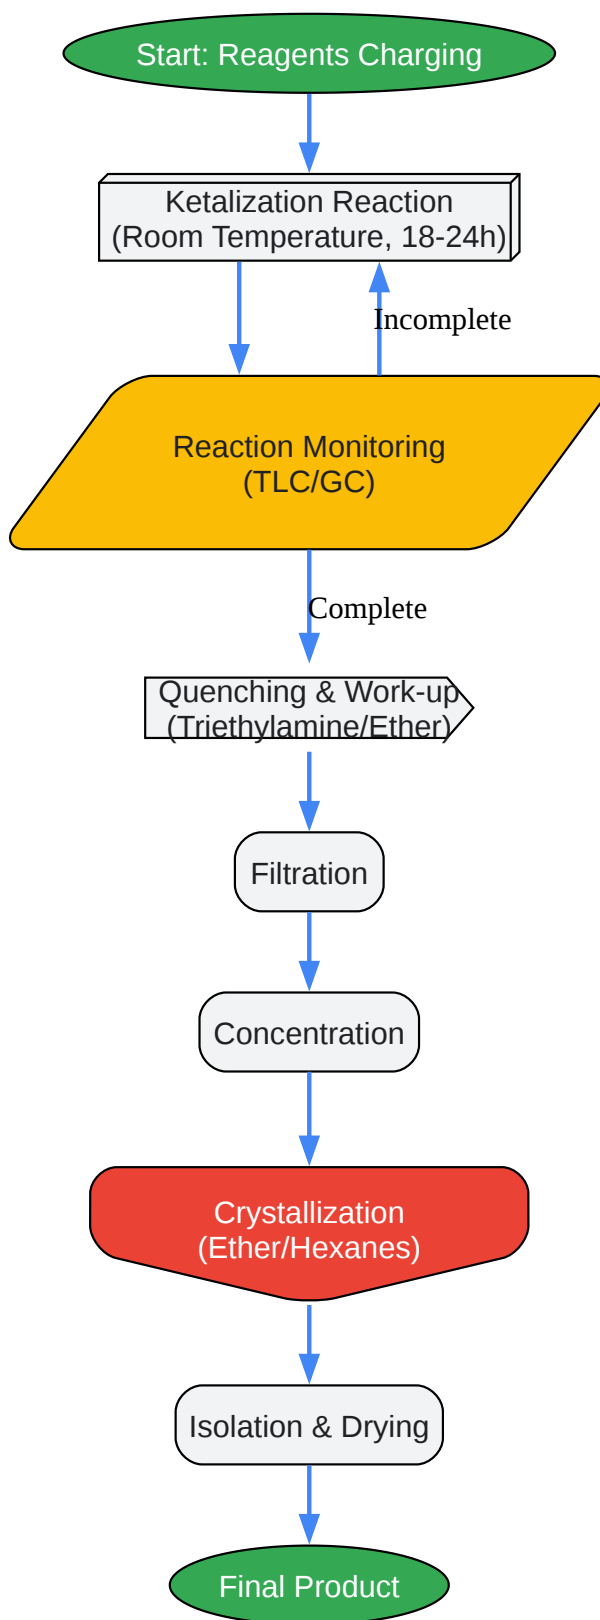 Start: Reagents Charging
Ketalization Reaction
(Room Temperature, 18-24h)
Incomplete
Reaction Monitoring
(TLC/GC)
Complete
Quenching & Work-up
(Triethylamine/Ether)
Filtration
Concentration
Crystallization
(Ether/Hexanes)
Isolation & Drying
Final Product